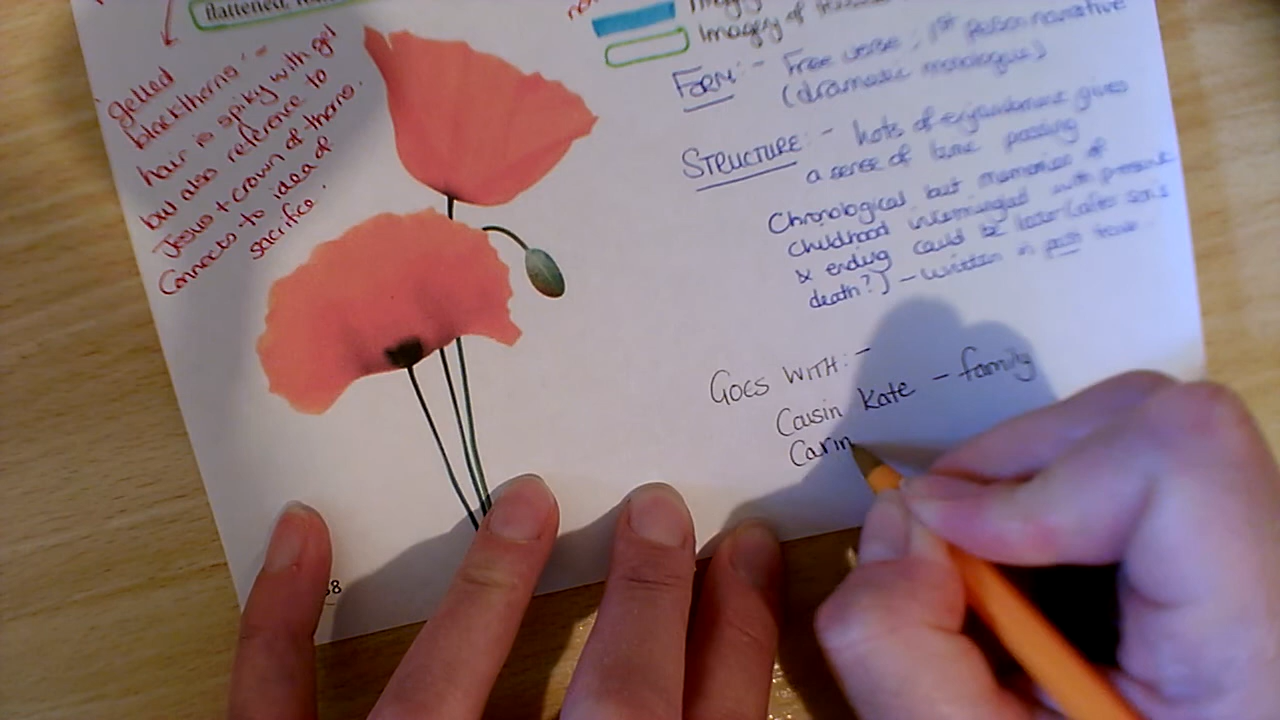 flattened,
Imagery of
'gelled
blackthorns' -
hair is spiky with gel
but also reference to
Jesus + crown of thorns.
Connects to idea of
sacrifice.
FORM:- Free verse, 1st person narrative
(dramatic monologue)
STRUCTURE:- Lots of enjambment gives
a sense of time passing
Chronological but memories of
childhood intermingled with present
& ending could be later (after son's
death?) - written in past tense.
GOES WITH:-
Cousin Kate - family
Carin
38